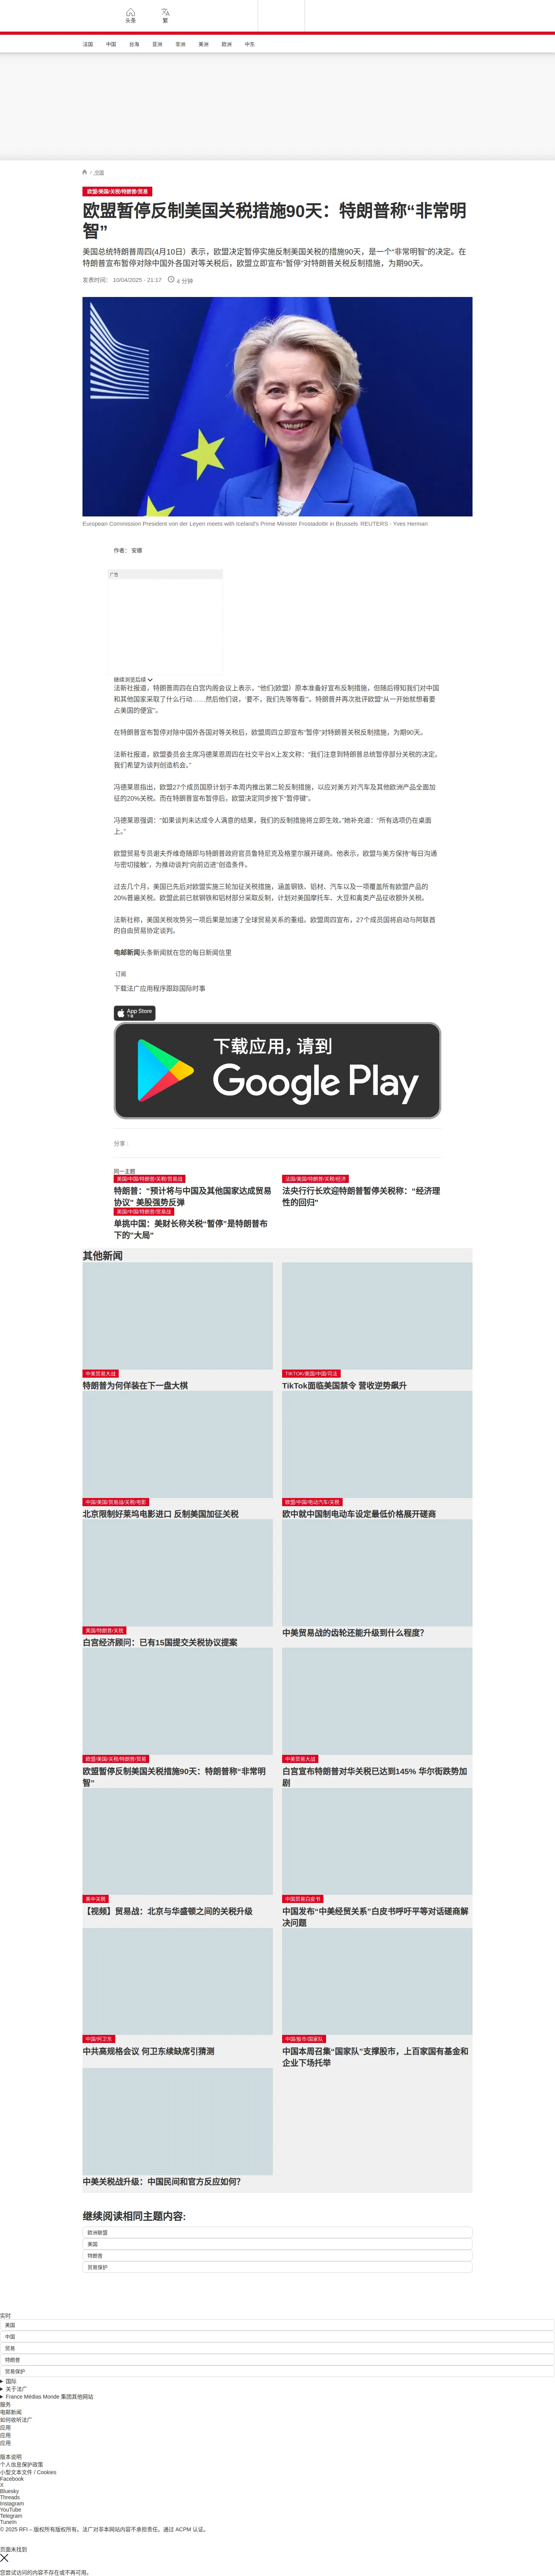 头条
繁
法国
中国
台海
亚洲
非洲
美洲
欧洲
中东
/ 中国
欧盟/美国/关税/特朗普/贸易
欧盟暂停反制美国关税措施90天：特朗普称“非常明
智”
美国总统特朗普周四(4月10日）表示，欧盟决定暂停实施反制美国关税的措施90天，是一个“非常明智”的决定。在
特朗普宣布暂停对除中国外各国对等关税后，欧盟立即宣布“暂停”对特朗普关税反制措施，为期90天。
发表时间： 10/04/2025 - 21:17
4 分钟
European Commission President von der Leyen meets with Iceland's Prime Minister Frostadottir in Brussels REUTERS - Yves Herman
作者： 安娜
广告
继续浏览后续
法新社报道，特朗普周四在白宫内阁会议上表示，“他们(欧盟）原本准备好宣布反制措施，但随后得知我们对中国
和其他国家采取了什么行动……然后他们说，‘要不，我们先等等看’”。特朗普并再次批评欧盟“从一开始就想着要
占美国的便宜”。
在特朗普宣布暂停对除中国外各国对等关税后，欧盟周四立即宣布“暂停”对特朗普关税反制措施，为期90天。
法新社报道，欧盟委员会主席冯德莱恩周四在社交平台X上发文称：“我们注意到特朗普总统暂停部分关税的决定。
我们希望为谈判创造机会。”
冯德莱恩指出，欧盟27个成员国原计划于本周内推出第二轮反制措施，以应对美方对汽车及其他欧洲产品全面加
征的20%关税。而在特朗普宣布暂停后，欧盟决定同步按下“暂停键”。
冯德莱恩强调：“如果谈判未达成令人满意的结果，我们的反制措施将立即生效。”她补充道：“所有选项仍在桌面
上。”
欧盟贸易专员谢夫乔维奇随即与特朗普政府官员鲁特尼克及格里尔展开磋商。他表示，欧盟与美方保持“每日沟通
与密切接触”，为推动谈判“向前迈进”创造条件。
过去几个月，美国已先后对欧盟实施三轮加征关税措施，涵盖钢铁、铝材、汽车以及一项覆盖所有欧盟产品的
20%普遍关税。欧盟此前已就钢铁和铝材部分采取反制，计划对美国摩托车、大豆和禽类产品征收额外关税。
法新社称，美国关税攻势另一项后果是加速了全球贸易关系的重组。欧盟周四宣布，27个成员国将启动与阿联酋
的自由贸易协定谈判。
电邮新闻头条新闻就在您的每日新闻信里
订阅
下载法广应用程序跟踪国际时事
App Store
下载
下载应用，请到
Google Play
分享 :
同一主题
美国/中国/特朗普/关税/贸易战
特朗普："预计将与中国及其他国家达成贸易
协议" 美股强势反弹
法国/美国/特朗普/关税/经济
法央行行长欢迎特朗普暂停关税称：“经济理
性的回归”
美国/中国/特朗普/贸易战
单挑中国：美财长称关税“暂停”是特朗普布
下的“大局”
其他新闻
中美贸易大战
特朗普为何佯装在下一盘大棋
TIKTOK/美国/中国/司法
TikTok面临美国禁令 营收逆势飙升
中国/美国/贸易战/关税/电影
北京限制好莱坞电影进口 反制美国加征关税
欧盟/中国/电动汽车/关税
欧中就中国制电动车设定最低价格展开磋商
美国/特朗普/关税
白宫经济顾问：已有15国提交关税协议提案
中美贸易战的齿轮还能升级到什么程度？
欧盟/美国/关税/特朗普/贸易
欧盟暂停反制美国关税措施90天：特朗普称“非常明
智”
中美贸易大战
白宫宣布特朗普对华关税已达到145% 华尔街跌势加
剧
美中关税
【视频】贸易战：北京与华盛顿之间的关税升级
中国贸易白皮书
中国发布“中美经贸关系”白皮书呼吁平等对话磋商解
决问题
中国/何卫东
中共高规格会议 何卫东续缺席引猜测
中国/股市/国家队
中国本周召集“国家队”支撑股市，上百家国有基金和
企业下场托举
中美关税战升级：中国民间和官方反应如何？
继续阅读相同主题内容:
欧洲联盟
美国
特朗普
贸易保护
实时
美国
中国
贸易
特朗普
贸易保护
国际
关于法广
France Médias Monde 集团其他网站
服务
电邮新闻
如何收听法广
应用
应用
应用
版本说明
个人信息保护政策
小型文本文件 / Cookies
Facebook
X
Bluesky
Threads
Instagram
YouTube
Telegram
TuneIn
© 2025 RFI – 版权所有版权所有。法广对非本网站内容不承担责任。通过 ACPM 认证。
页面未找到
您尝试访问的内容不存在或不再可用。